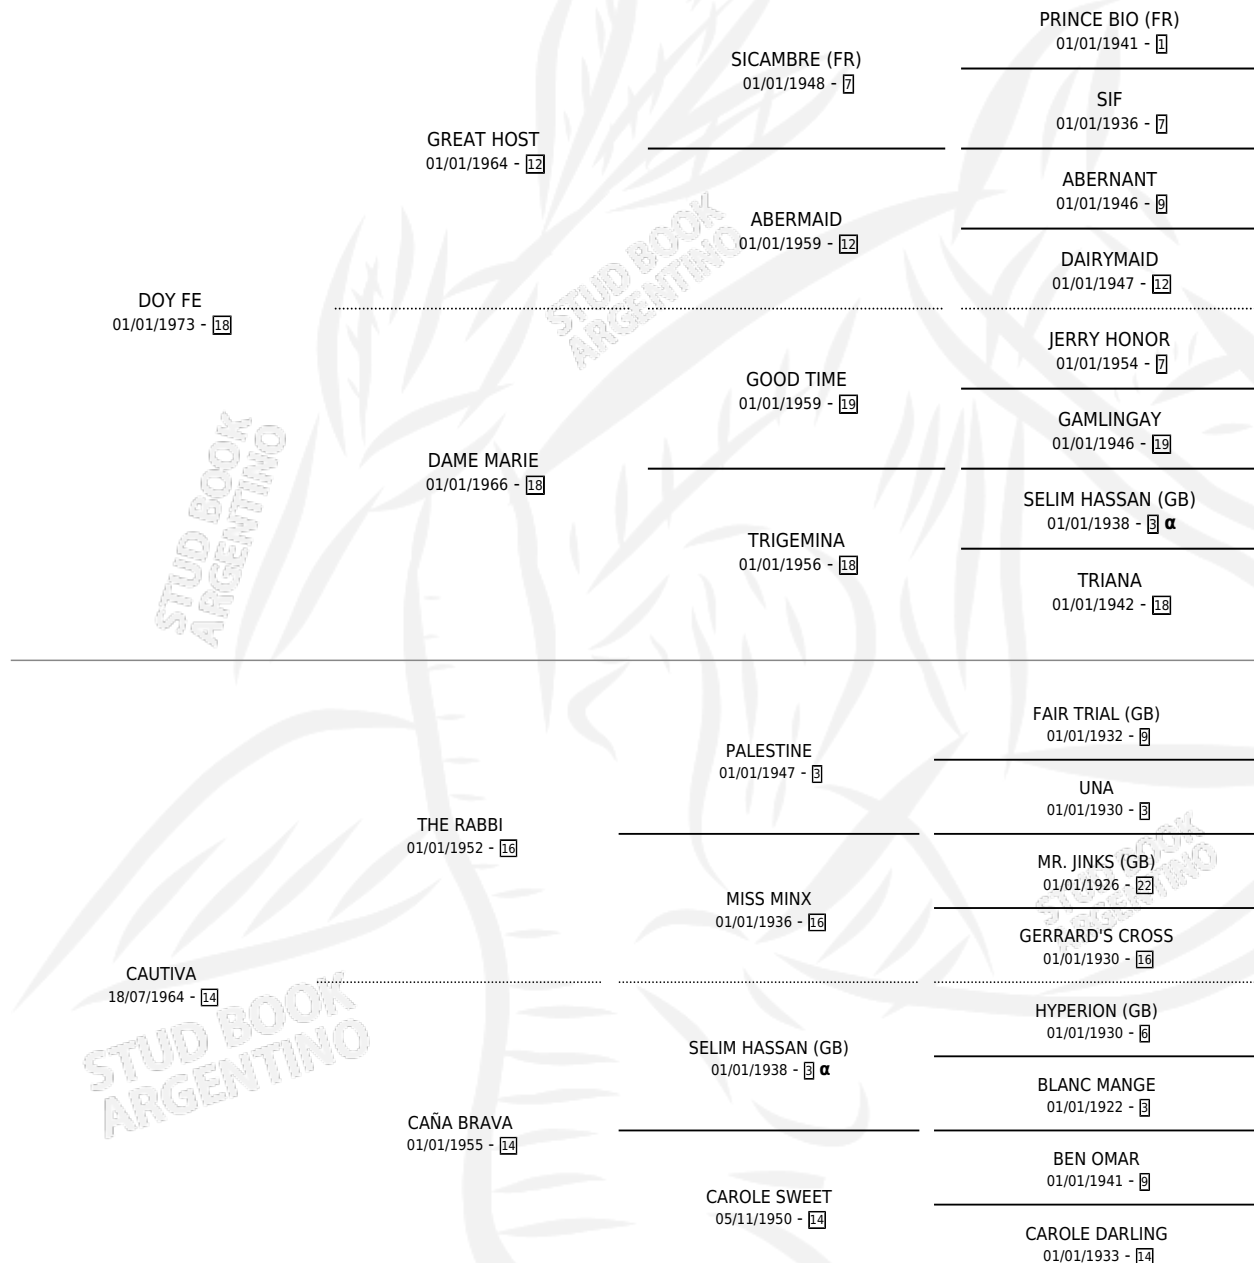 PRINCE BIO (FR)
01/01/1941 - 1
SICAMBRE (FR)
01/01/1948 - 7
SIF
01/01/1936 - 7
GREAT HOST
01/01/1964 - 12
ABERNANT
01/01/1946 - 9
ABERMAID
01/01/1959 - 12
DAIRYMAID
01/01/1947 - 12
DOY FE
01/01/1973 - 18
JERRY HONOR
01/01/1954 - 7
GOOD TIME
01/01/1959 - 19
GAMLINGAY
01/01/1946 - 19
DAME MARIE
01/01/1966 - 18
SELIM HASSAN (GB)
01/01/1938 - 3 α
TRIGEMINA
01/01/1956 - 18
TRIANA
01/01/1942 - 18
FAIR TRIAL (GB)
01/01/1932 - 9
PALESTINE
01/01/1947 - 3
UNA
01/01/1930 - 3
THE RABBI
01/01/1952 - 16
MR. JINKS (GB)
01/01/1926 - 22
MISS MINX
01/01/1936 - 16
GERRARD'S CROSS
01/01/1930 - 16
CAUTIVA
18/07/1964 - 14
HYPERION (GB)
01/01/1930 - 6
SELIM HASSAN (GB)
01/01/1938 - 3 α
BLANC MANGE
01/01/1922 - 3
CAÑA BRAVA
01/01/1955 - 14
BEN OMAR
01/01/1941 - 9
CAROLE SWEET
05/11/1950 - 14
CAROLE DARLING
01/01/1933 - 14
STUD BOOK
ARGENTINO
STUD BOOK
ARGENTINO
STUD BOOK
ARGENTINO
STUD BOOK
ARGENTINO